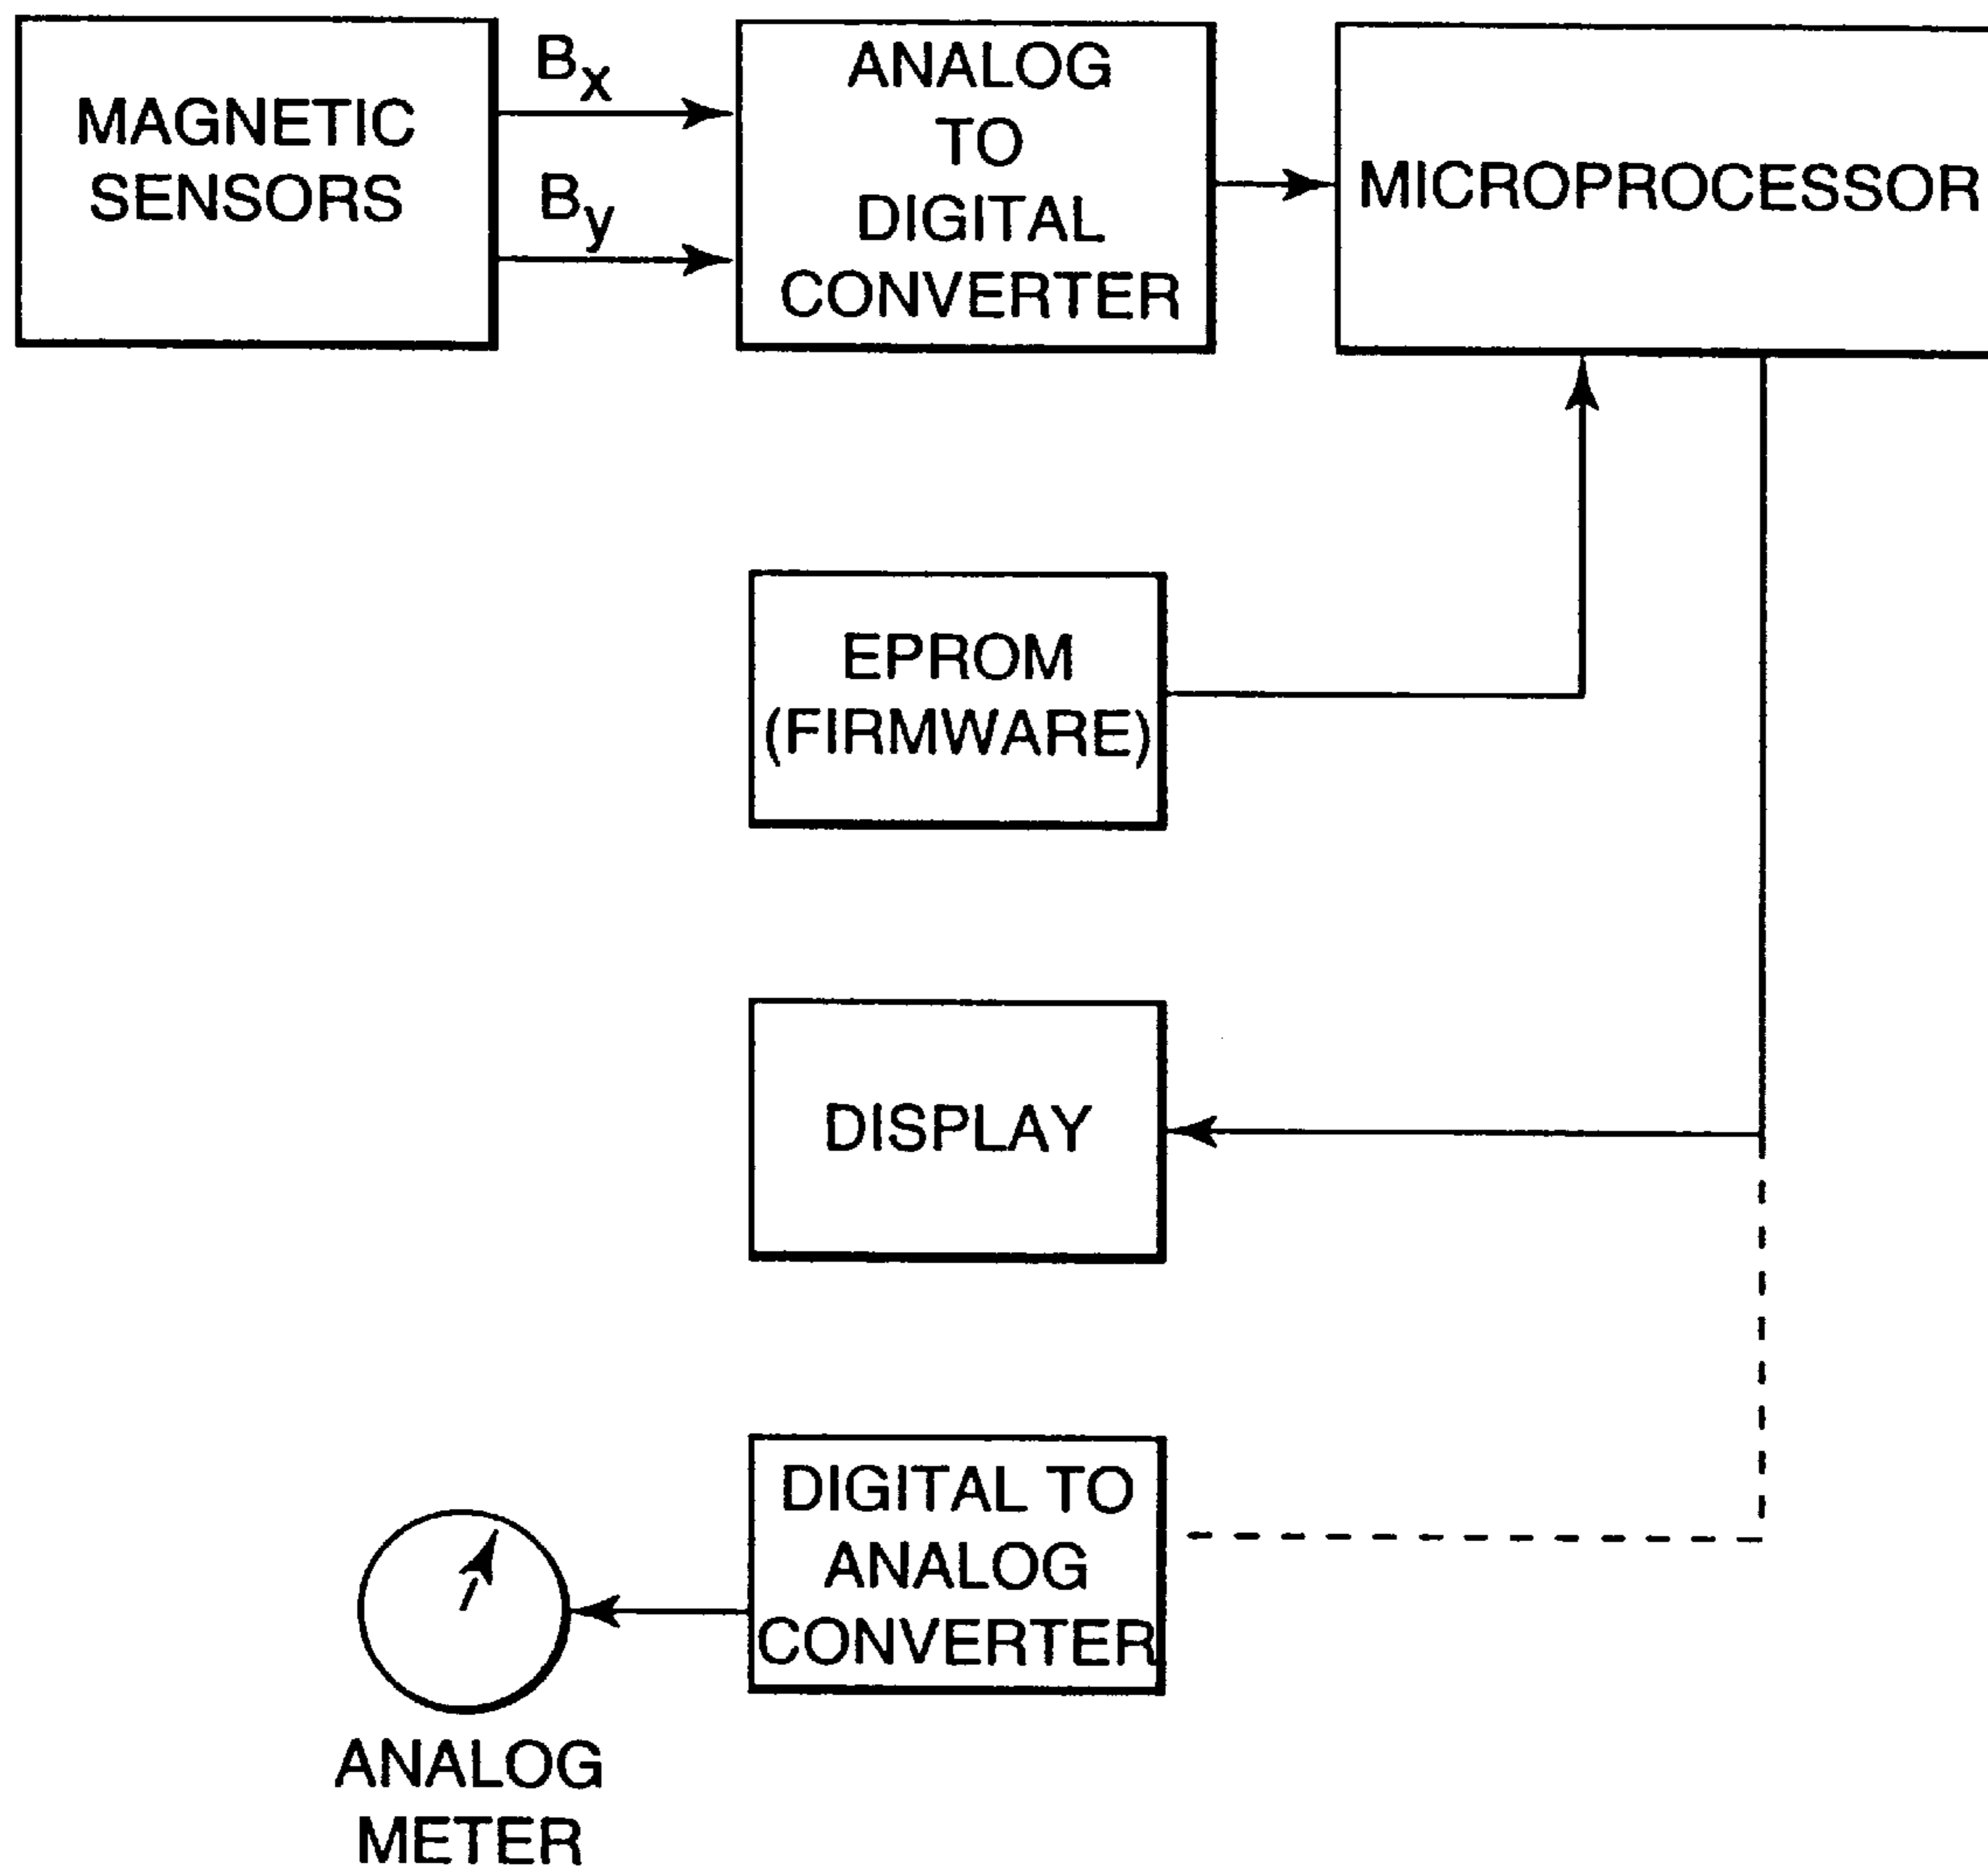 MAGNETIC
SENSORS
Bx
By
ANALOG
TO
DIGITAL
CONVERTER
MICROPROCESSOR
EPROM
(FIRMWARE)
DISPLAY
DIGITAL TO
ANALOG
CONVERTER
ANALOG
METER